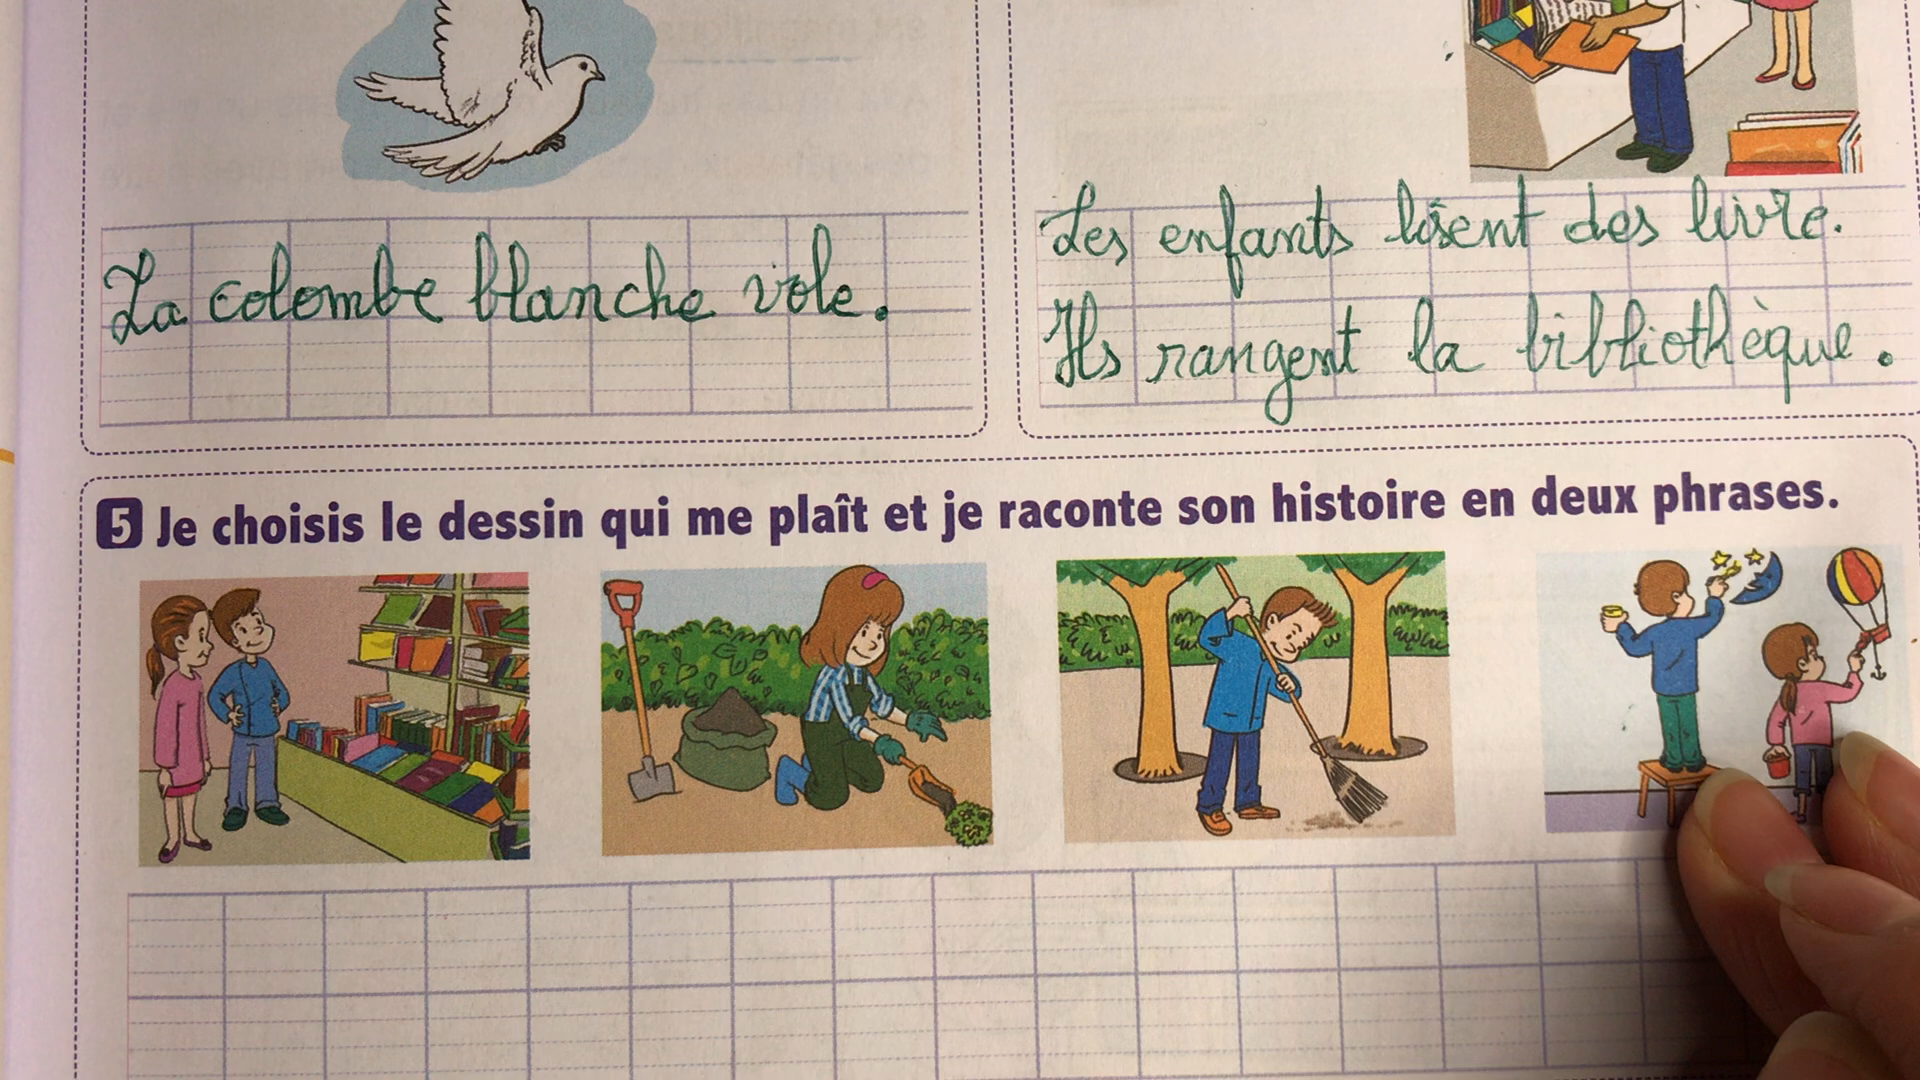 La colombe blanche vole.
Les enfants lisent des livre.
Ils rangent la bibliothèque.
5 Je choisis le dessin qui me plaît et je raconte son histoire en deux phrases.